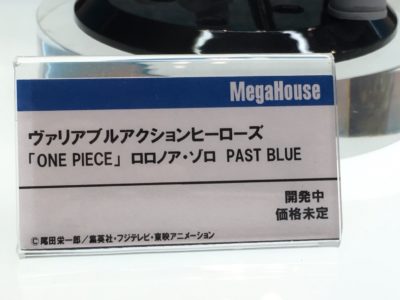 MegaHouse
ヴァリアブルアクションヒーローズ
「ONE PIECE」 ロロノア・ゾロ PAST BLUE
開発中
価格未定
©尾田栄一郎／集英社・フジテレビ・東映アニメーション